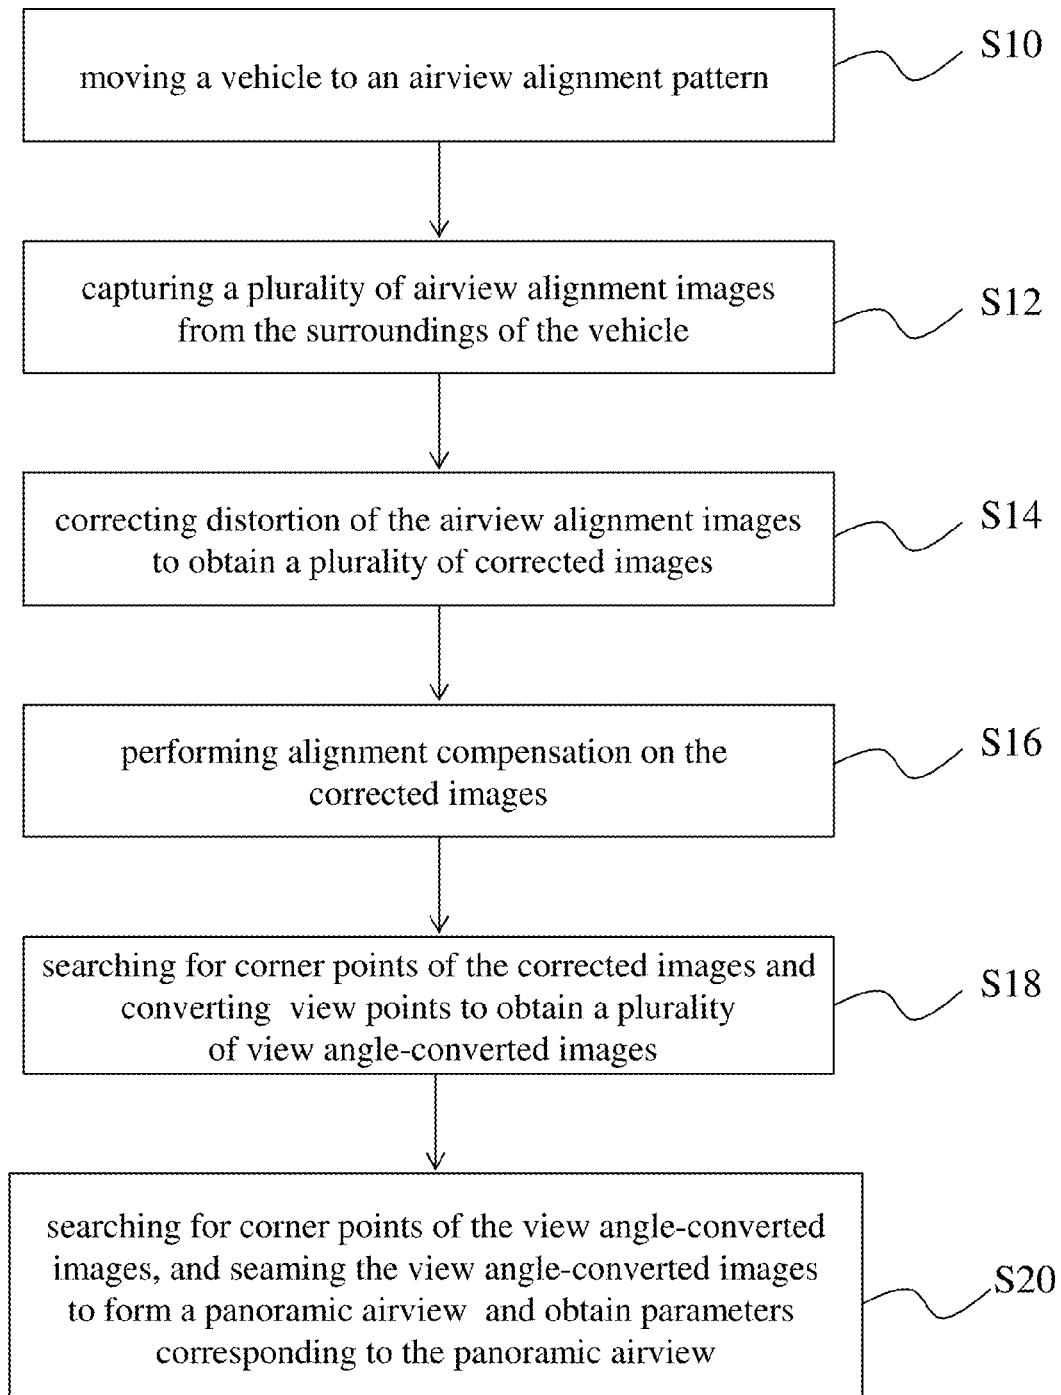 moving a vehicle to an airview alignment pattern
S10
capturing a plurality of airview alignment images
from the surroundings of the vehicle
S12
correcting distortion of the airview alignment images
to obtain a plurality of corrected images
S14
performing alignment compensation on the
corrected images
S16
searching for corner points of the corrected images and
converting view points to obtain a plurality
of view angle-converted images
S18
searching for corner points of the view angle-converted
images, and seaming the view angle-converted images
to form a panoramic airview and obtain parameters
corresponding to the panoramic airview
S20